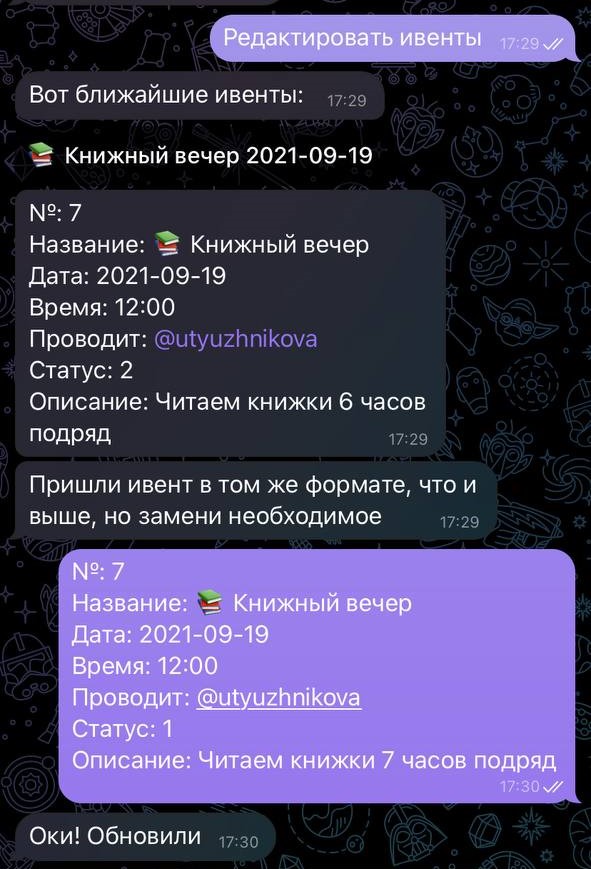 Редактировать ивенты 17:29
Вот ближайшие ивенты: 17:29
📚 Книжный вечер 2021-09-19
№: 7
Название: 📚 Книжный вечер
Дата: 2021-09-19
Время: 12:00
Проводит: @utyuzhnikova
Статус: 2
Описание: Читаем книжки 6 часов
подряд 17:29
Пришли ивент в том же формате, что и
выше, но замени необходимое 17:29
№: 7
Название: 📚 Книжный вечер
Дата: 2021-09-19
Время: 12:00
Проводит: @utyuzhnikova
Статус: 1
Описание: Читаем книжки 7 часов подряд
17:30
Оки! Обновили 17:30